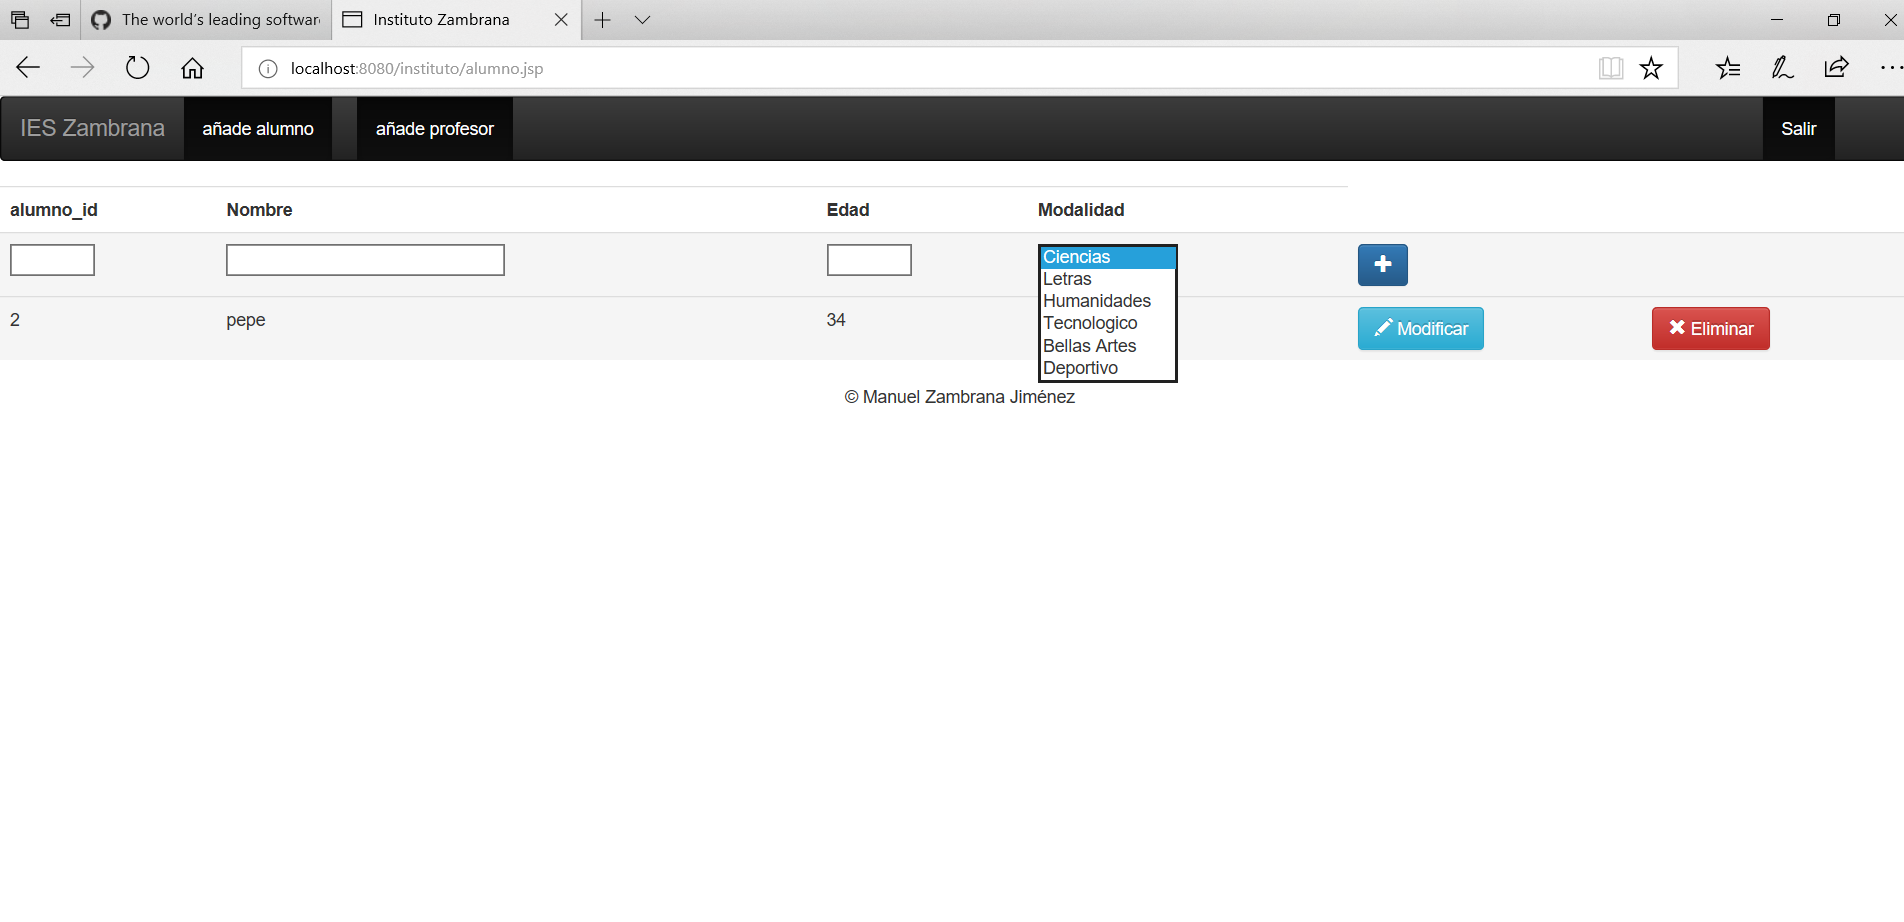 The world's leading softwar
Instituto Zambrana
localhost:8080/instituto/alumno.jsp
IES Zambrana añade alumno añade profesor Salir
alumno_id Nombre Edad Modalidad
Ciencias
Letras
Humanidades
Tecnologico
Bellas Artes
Deportivo
2 pepe 34 Modificar Eliminar
© Manuel Zambrana Jiménez